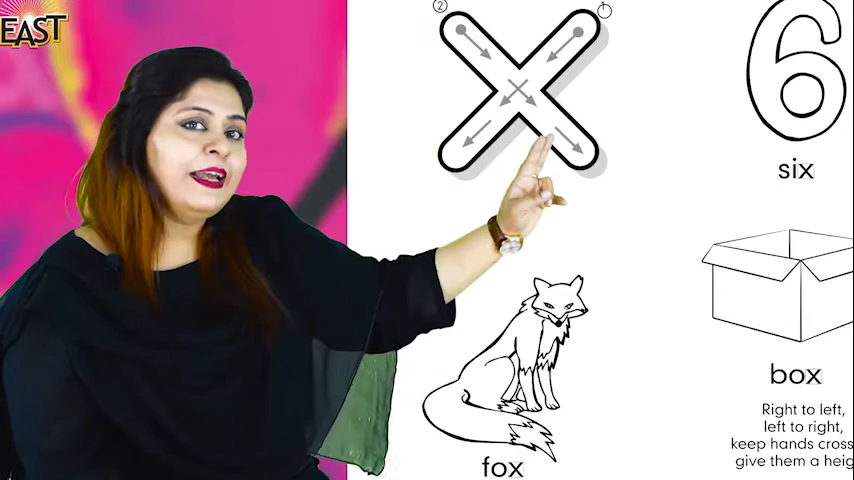 EAST
2
1
6
six
box
fox
Right to left,
left to right,
keep hands cross
give them a heig